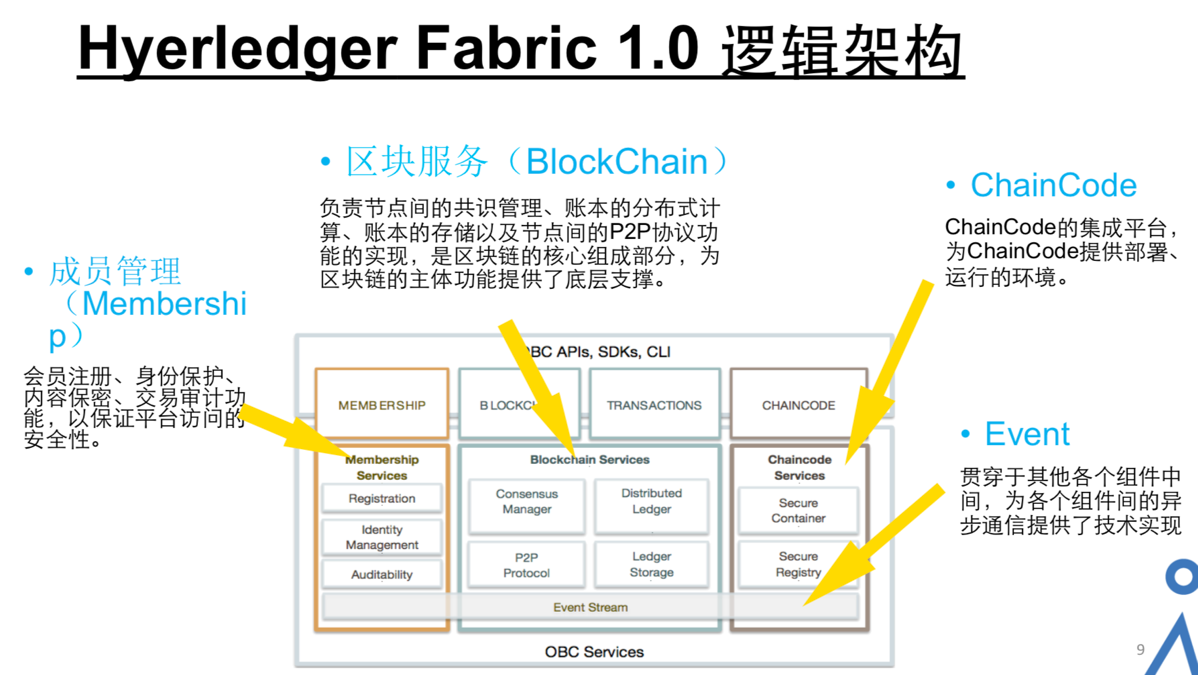 Hyerledger Fabric 1.0 逻辑架构
• 区块服务（BlockChain）
负责节点间的共识管理、账本的分布式计
算、账本的存储以及节点间的P2P协议功
能的实现，是区块链的核心组成部分，为
区块链的主体功能提供了底层支撑。
• ChainCode
ChainCode的集成平台，
为ChainCode提供部署、
运行的环境。
• 成员管理
（Membershi
p）
会员注册、身份保护、
内容保密、交易审计功
能，以保证平台访问的
安全性。
• Event
贯穿于其他各个组件中
间，为各个组件间的异
步通信提供了技术实现
OBC APIs, SDKs, CLI
MEMBERSHIP
BLOCKCH
TRANSACTIONS
CHAINCODE
Membership
Services
Registration
Identity
Management
Auditability
Blockchain Services
Consensus
Manager
Distributed
Ledger
P2P
Protocol
Ledger
Storage
Chaincode
Services
Secure
Container
Secure
Registry
Event Stream
OBC Services
9